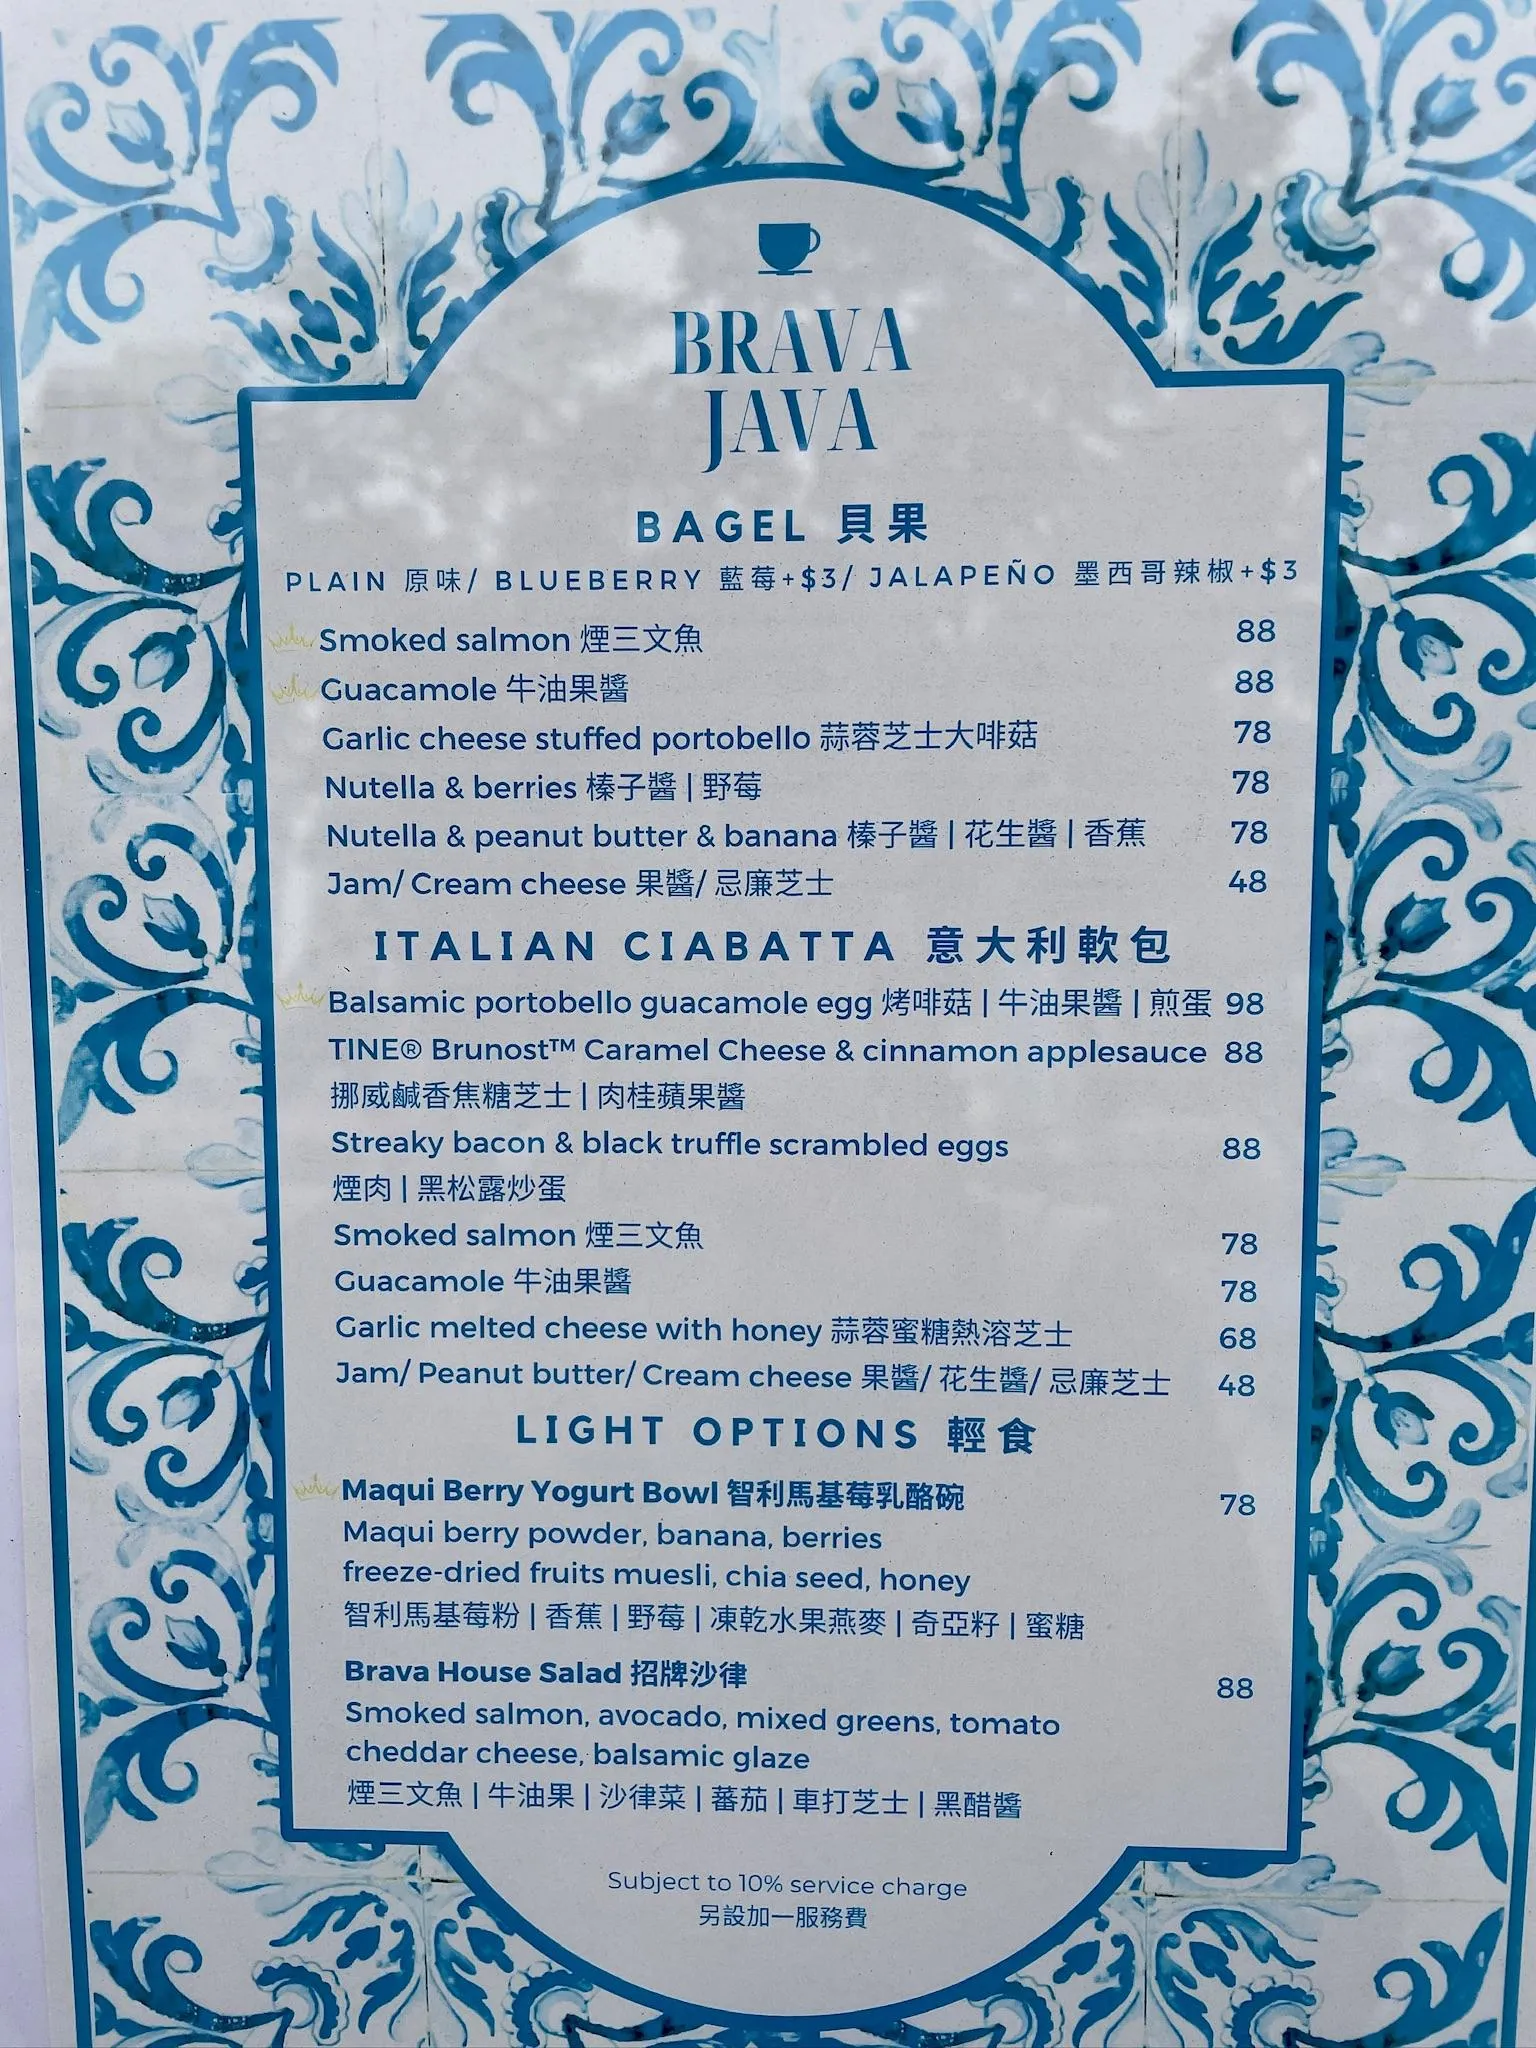 BRAVA
JAVA
BAGEL 貝果
PLAIN 原味/ BLUEBERRY 藍莓+$3/ JALAPEÑO 墨西哥辣椒+$3
Smoked salmon 煙三文魚 88
Guacamole 牛油果醬 88
Garlic cheese stuffed portobello 蒜蓉芝士大啡菇 78
Nutella & berries 榛子醬 | 野莓 78
Nutella & peanut butter & banana 榛子醬 | 花生醬 | 香蕉 78
Jam/ Cream cheese 果醬/ 忌廉芝士 48
ITALIAN CIABATTA 意大利軟包
Balsamic portobello guacamole egg 烤啡菇 | 牛油果醬 | 煎蛋 98
TINE® Brunost™ Caramel Cheese & cinnamon applesauce 88
挪威鹹香焦糖芝士 | 肉桂蘋果醬
Streaky bacon & black truffle scrambled eggs 88
煙肉 | 黑松露炒蛋
Smoked salmon 煙三文魚 78
Guacamole 牛油果醬 78
Garlic melted cheese with honey 蒜蓉蜜糖熱溶芝士 68
Jam/ Peanut butter/ Cream cheese 果醬/ 花生醬/ 忌廉芝士 48
LIGHT OPTIONS 輕食
Maqui Berry Yogurt Bowl 智利馬基莓乳酪碗 78
Maqui berry powder, banana, berries
freeze-dried fruits muesli, chia seed, honey
智利馬基莓粉 | 香蕉 | 野莓 | 凍乾水果燕麥 | 奇亞籽 | 蜜糖
Brava House Salad 招牌沙律 88
Smoked salmon, avocado, mixed greens, tomato
cheddar cheese, balsamic glaze
煙三文魚 | 牛油果 | 沙律菜 | 蕃茄 | 車打芝士 | 黑醋醬
Subject to 10% service charge
另設加一服務費